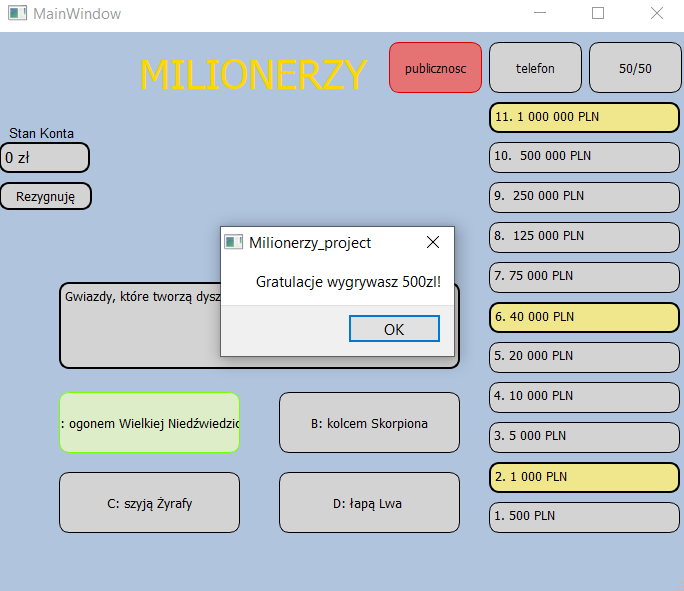 MainWindow
MILIONERZY
publicznosc
telefon
50/50
Stan Konta
0 zł
Rezygnuję
11. 1 000 000 PLN
10.  500 000 PLN
9.  250 000 PLN
8.  125 000 PLN
7. 75 000 PLN
6. 40 000 PLN
5. 20 000 PLN
4. 10 000 PLN
3. 5 000 PLN
2. 1 000 PLN
1. 500 PLN
Milionerzy_project
Gratulacje wygrywasz 500zl!
OK
Gwiazdy, które tworzą dysz
: ogonem Wielkiej Niedźwiedzic
B: kolcem Skorpiona
C: szyją Żyrafy
D: łapą Lwa